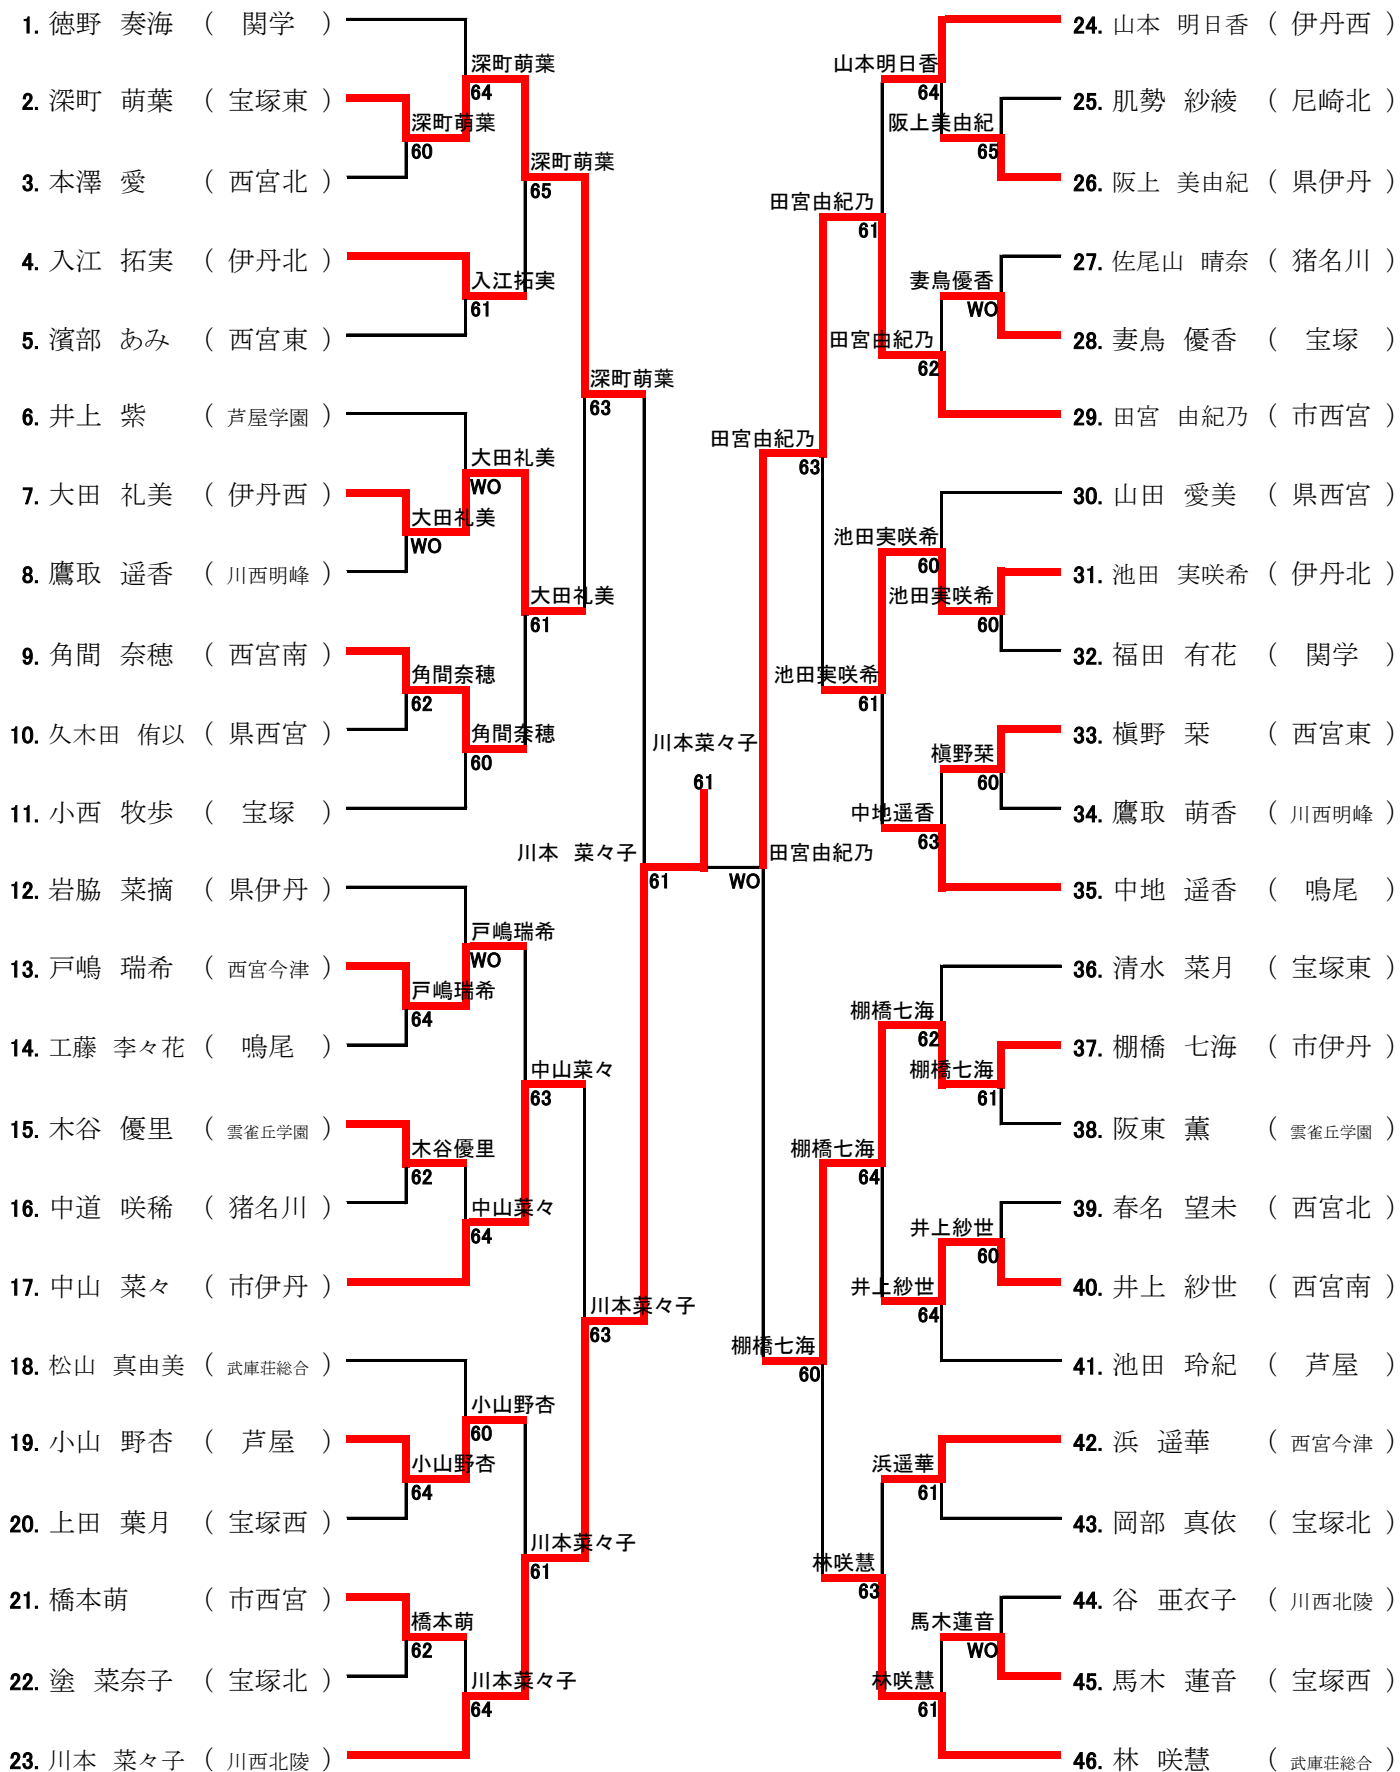 1. 徳野 奏海 ( 関学 )
2. 深町 萌葉 ( 宝塚東 )
3. 本澤 愛 ( 西宮北 )
4. 入江 拓実 ( 伊丹北 )
5. 濱部 あみ ( 西宮東 )
6. 井上 紫 ( 芦屋学園 )
7. 大田 礼美 ( 伊丹西 )
8. 鷹取 遥香 ( 川西明峰 )
9. 角間 奈穂 ( 西宮南 )
10. 久木田 侑以 ( 県西宮 )
11. 小西 牧歩 ( 宝塚 )
12. 岩脇 菜摘 ( 県伊丹 )
13. 戸嶋 瑞希 ( 西宮今津 )
14. 工藤 李々花 ( 鳴尾 )
15. 木谷 優里 ( 雲雀丘学園 )
16. 中道 咲稀 ( 猪名川 )
17. 中山 菜々 ( 市伊丹 )
18. 松山 真由美 ( 武庫荘総合 )
19. 小山 野杏 ( 芦屋 )
20. 上田 葉月 ( 宝塚西 )
21. 橋本萌 ( 市西宮 )
22. 塗 菜奈子 ( 宝塚北 )
23. 川本 菜々子 ( 川西北陵 )
深町萌葉
60
木谷優里
62
大田礼美
WO
角間奈穂
62
戸嶋瑞希
64
小山野杏
64
橋本萌
62
深町萌葉
64
入江拓実
61
大田礼美
WO
角間奈穂
60
戸嶋瑞希
WO
中山菜々
64
小山野杏
60
川本菜々子
64
深町萌葉
65
大田礼美
61
中山菜々
63
川本菜々子
61
深町萌葉
63
川本菜々子
63
川本 菜々子
61
川本菜々子
61
田宮由紀乃
WO
田宮由紀乃
63
棚橋七海
60
田宮由紀乃
61
池田実咲希
61
棚橋七海
64
林咲慧
63
山本明日香
64
田宮由紀乃
62
池田実咲希
60
中地遥香
63
棚橋七海
62
井上紗世
64
浜遥華
61
林咲慧
61
阪上美由紀
65
妻鳥優香
WO
池田実咲希
60
槇野栞
60
棚橋七海
61
井上紗世
60
馬木蓮音
WO
24. 山本 明日香 ( 伊丹西 )
25. 肌勢 紗綾 ( 尼崎北 )
26. 阪上 美由紀 ( 県伊丹 )
27. 佐尾山 晴奈 ( 猪名川 )
28. 妻鳥 優香 ( 宝塚 )
29. 田宮 由紀乃 ( 市西宮 )
30. 山田 愛美 ( 県西宮 )
31. 池田 実咲希 ( 伊丹北 )
32. 福田 有花 ( 関学 )
33. 槇野 栞 ( 西宮東 )
34. 鷹取 萌香 ( 川西明峰 )
35. 中地 遥香 ( 鳴尾 )
36. 清水 菜月 ( 宝塚東 )
37. 棚橋 七海 ( 市伊丹 )
38. 阪東 薫 ( 雲雀丘学園 )
39. 春名 望未 ( 西宮北 )
40. 井上 紗世 ( 西宮南 )
41. 池田 玲紀 ( 芦屋 )
42. 浜 遥華 ( 西宮今津 )
43. 岡部 真依 ( 宝塚北 )
44. 谷 亜衣子 ( 川西北陵 )
45. 馬木 蓮音 ( 宝塚西 )
46. 林 咲慧 ( 武庫荘総合 )